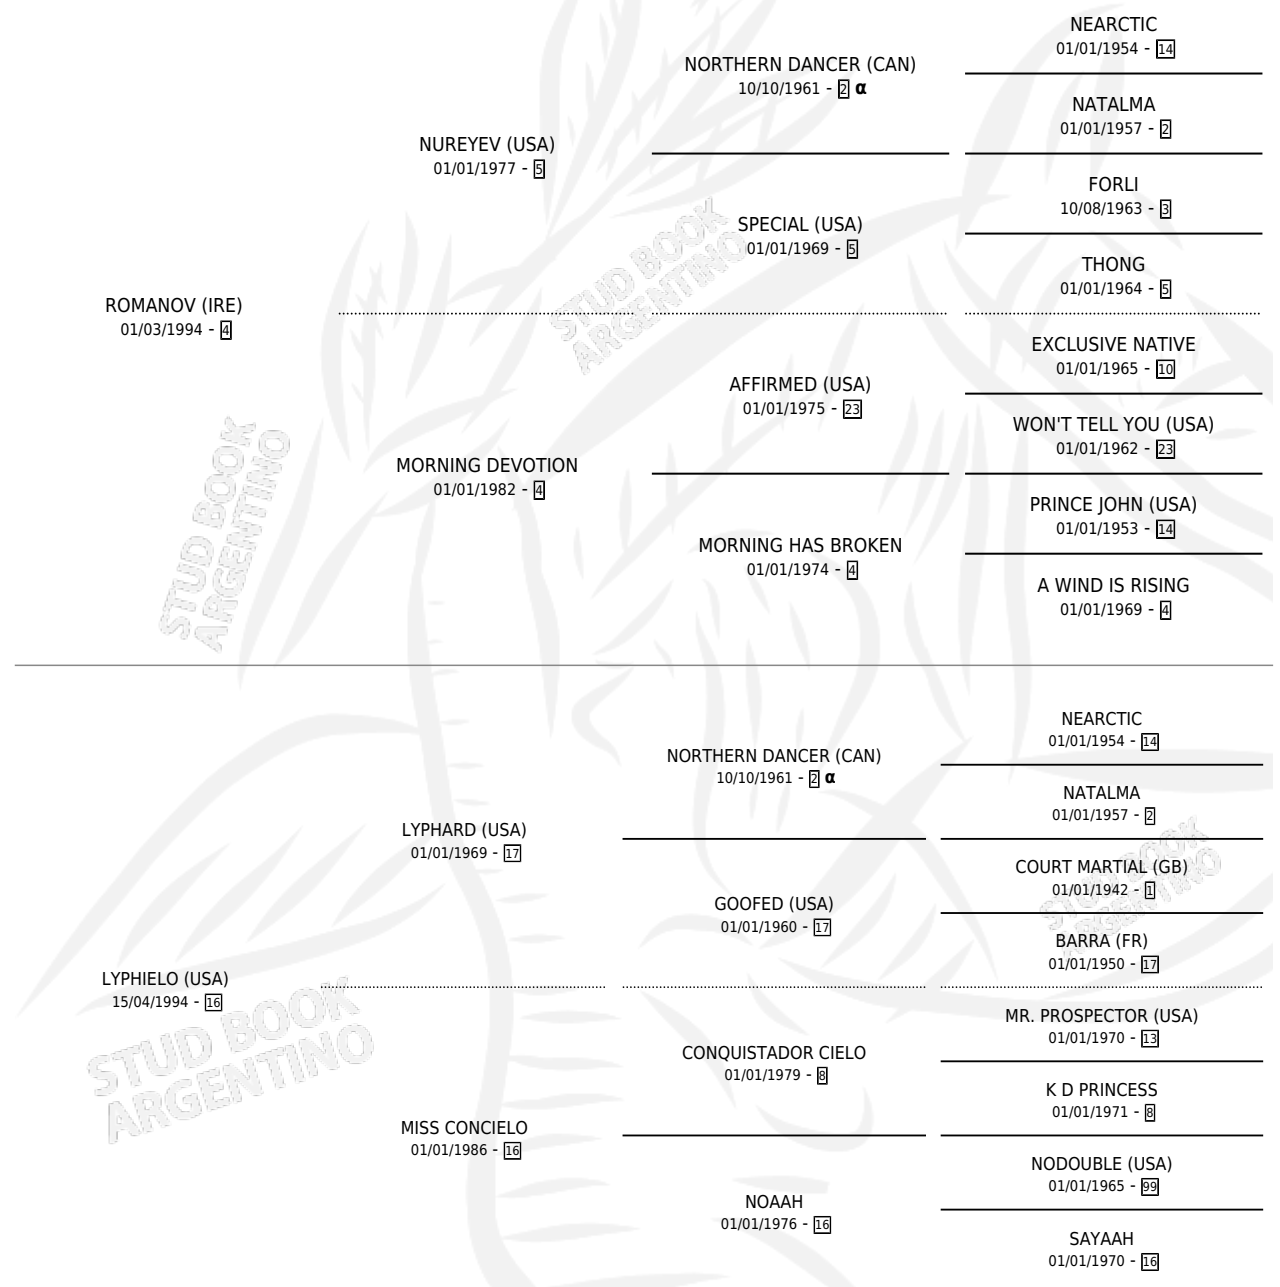 NEARCTIC
01/01/1954 - 14
NORTHERN DANCER (CAN)
10/10/1961 - 2 α
NATALMA
01/01/1957 - 2
NUREYEV (USA)
01/01/1977 - 5
FORLI
10/08/1963 - 3
SPECIAL (USA)
01/01/1969 - 5
THONG
01/01/1964 - 5
ROMANOV (IRE)
01/03/1994 - 4
EXCLUSIVE NATIVE
01/01/1965 - 10
AFFIRMED (USA)
01/01/1975 - 23
WON'T TELL YOU (USA)
01/01/1962 - 23
MORNING DEVOTION
01/01/1982 - 4
PRINCE JOHN (USA)
01/01/1953 - 14
MORNING HAS BROKEN
01/01/1974 - 4
A WIND IS RISING
01/01/1969 - 4
STUD BOOK
ARGENTINO
STUD BOOK
ARGENTINO
NEARCTIC
01/01/1954 - 14
NORTHERN DANCER (CAN)
10/10/1961 - 2 α
NATALMA
01/01/1957 - 2
LYPHARD (USA)
01/01/1969 - 17
COURT MARTIAL (GB)
01/01/1942 - 1
GOOFED (USA)
01/01/1960 - 17
BARRA (FR)
01/01/1950 - 17
LYPHIELO (USA)
15/04/1994 - 16
MR. PROSPECTOR (USA)
01/01/1970 - 13
CONQUISTADOR CIELO
01/01/1979 - 8
K D PRINCESS
01/01/1971 - 8
MISS CONCIELO
01/01/1986 - 16
NODOUBLE (USA)
01/01/1965 - 99
NOAAH
01/01/1976 - 16
SAYAAH
01/01/1970 - 16
STUD BOOK
ARGENTINO
STUD BOOK
ARGENTINO